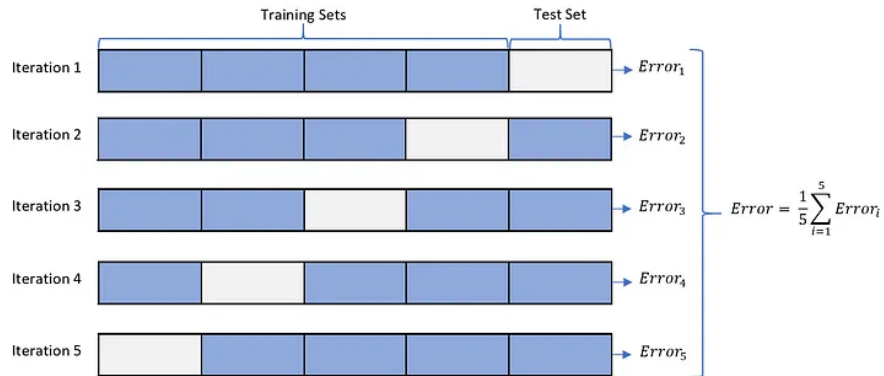 Training Sets
Test Set
Iteration 1
Error₁
Iteration 2
Error₂
Iteration 3
Error₃
Error = 1/5 ∑_{i=1}^{5} Errorᵢ
Iteration 4
Error₄
Iteration 5
Error₅